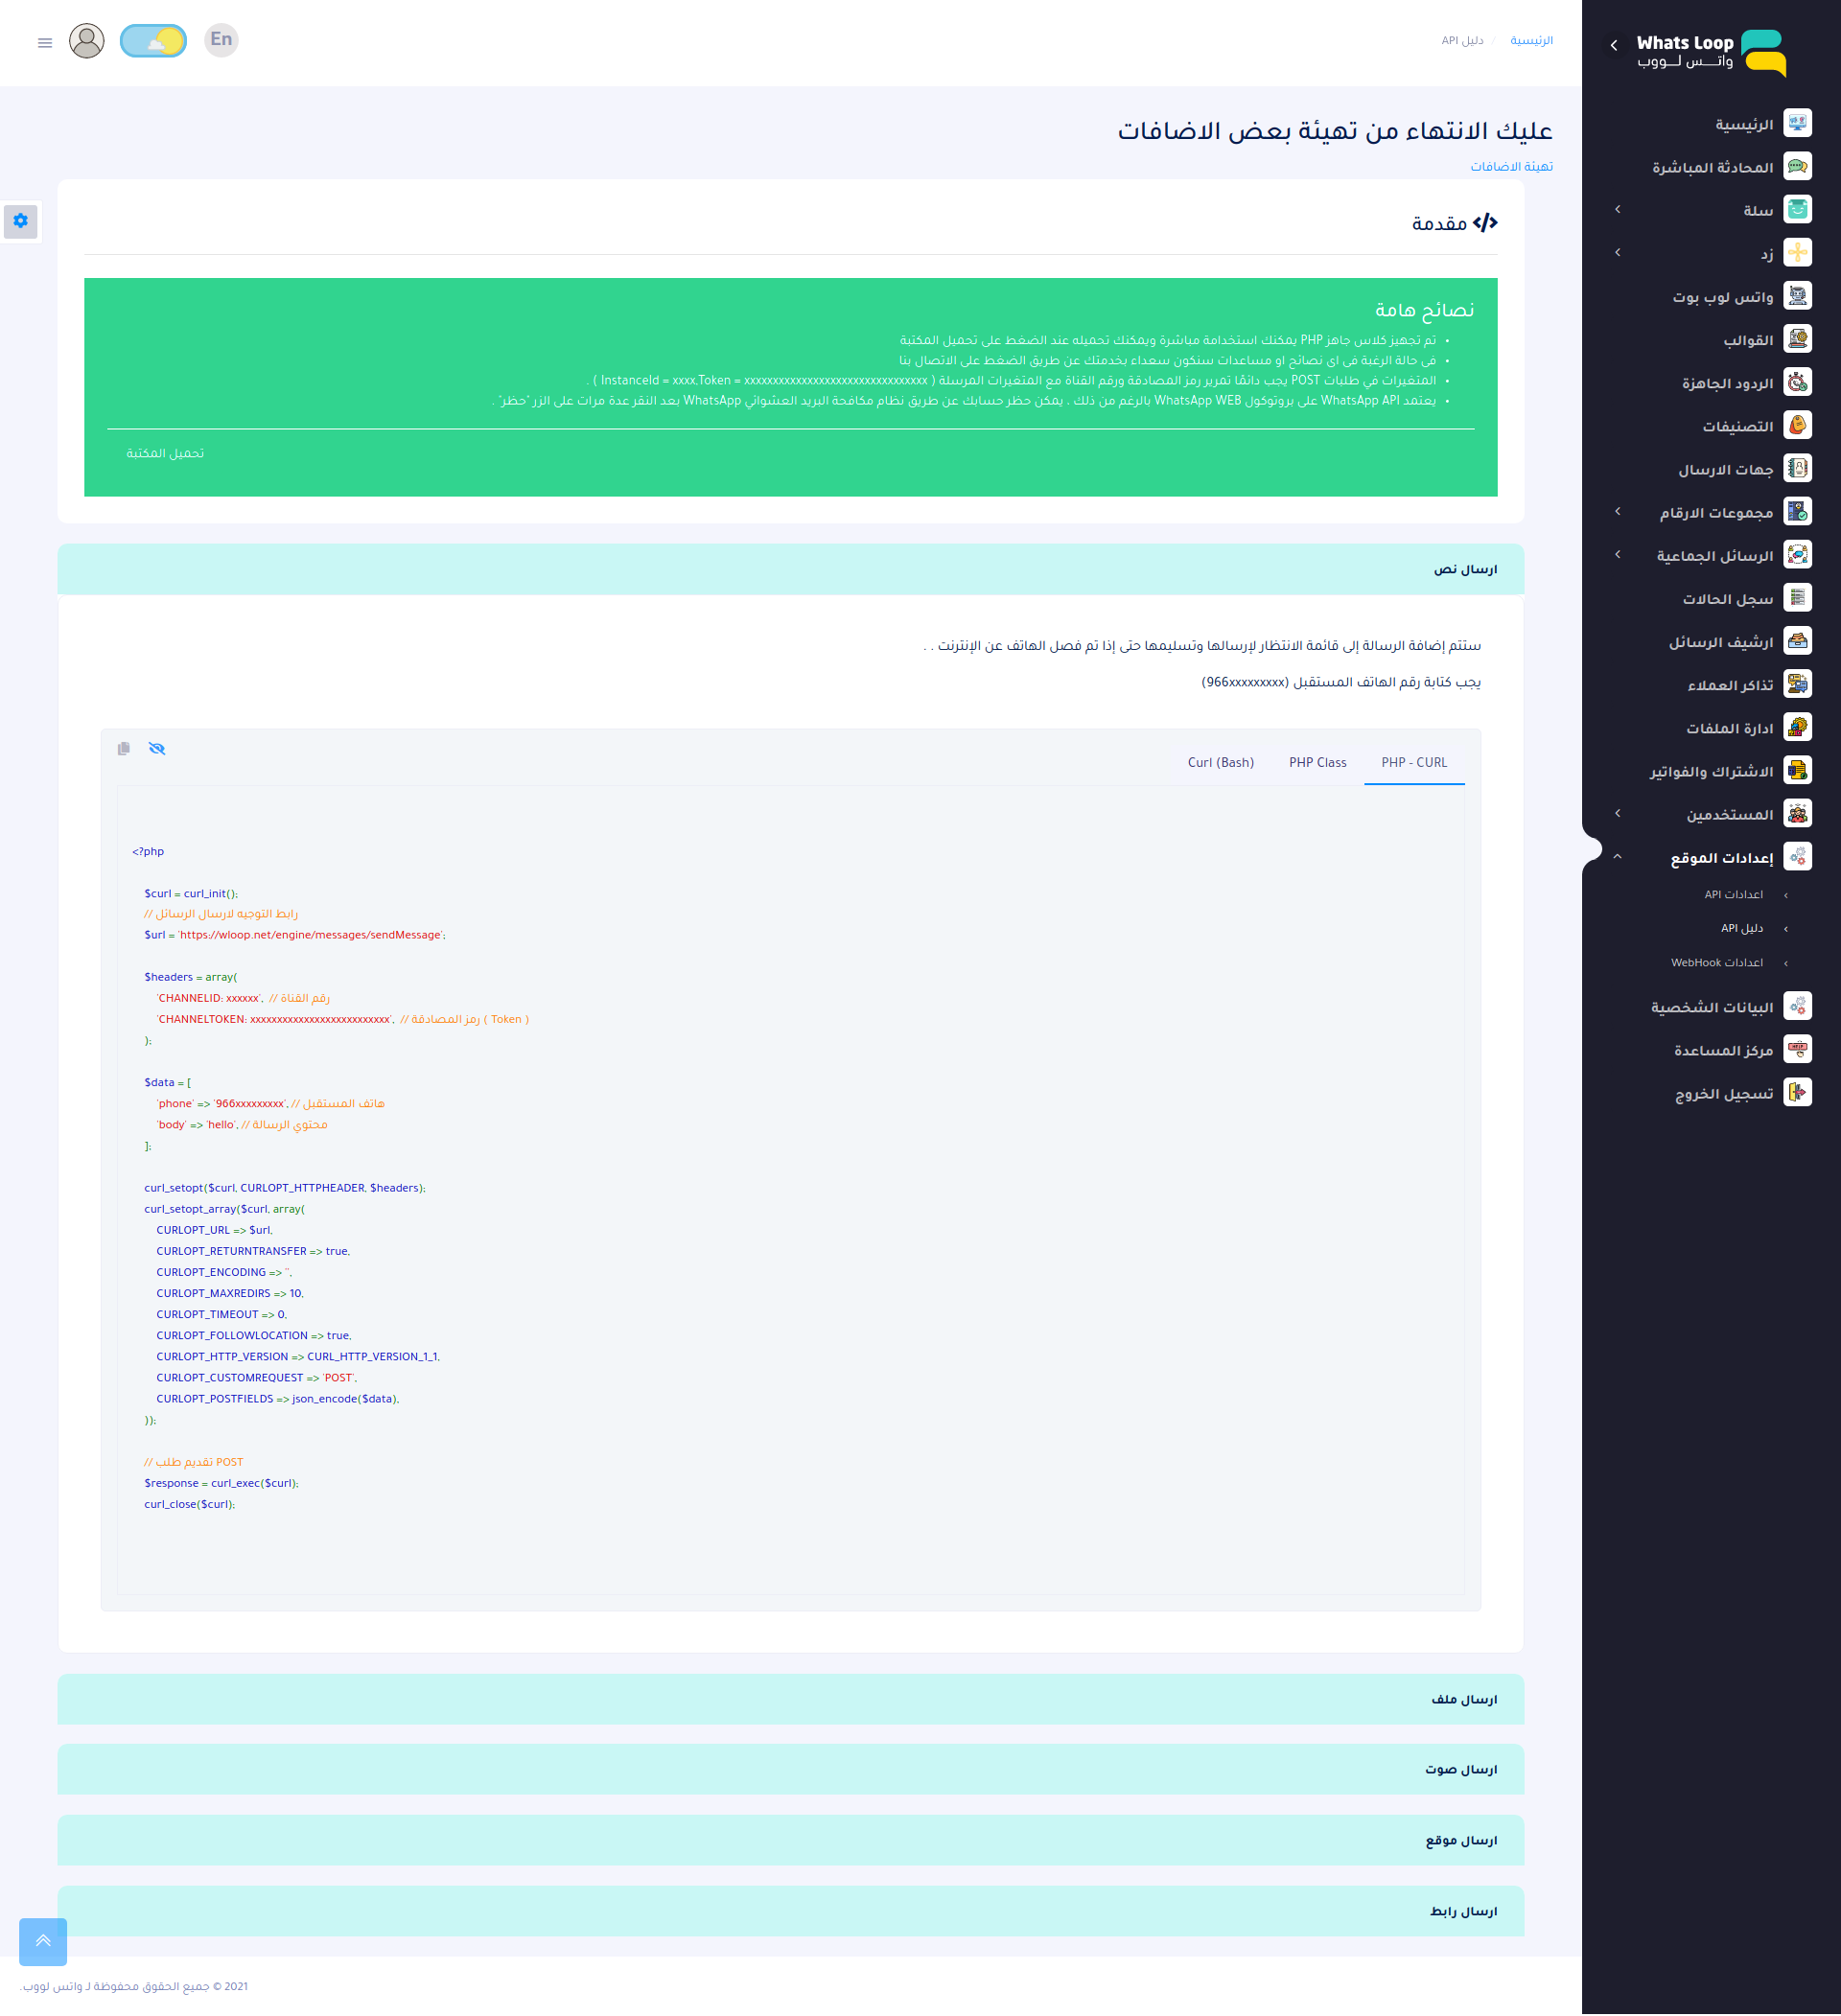 Whats Loop
واتـس لــــووب
الرئيسية
المحادثة المباشرة
سلة
زد
واتس لوب بوت
القوالب
الردود الجاهزة
التصنيفات
جهات الارسال
مجموعات الارقام
الرسائل الجماعية
سجل الحالات
ارشيف الرسائل
تذاكر العملاء
ادارة الملفات
الاشتراك والفواتير
المستخدمين
إعدادات الموقع
اعدادات API
دليل API
اعدادات WebHook
البيانات الشخصية
مركز المساعدة
تسجيل الخروج
الرئيسية / دليل API
En
عليك الانتهاء من تهيئة بعض الاضافات
تهيئة الاضافات
مقدمة
نصائح هامة
• تم تجهيز كلاس جاهز PHP يمكنك استخدامة مباشرة ويمكنك تحميله عند الضغط على تحميل المكتبة
• فى حالة الرغبة فى اى نصائح او مساعدات سنكون سعداء بخدمتك عن طريق الضغط على الاتصال بنا
• المتغيرات في طلبات POST يجب دائمًا تمرير رمز المصادقة ورقم القناة مع المتغيرات المرسلة ( InstanceId = xxxx,Token = xxxxxxxxxxxxxxxxxxxxxxxxxxxxxxxx ) .
• يعتمد WhatsApp API على بروتوكول WhatsApp WEB بالرغم من ذلك ، يمكن حظر حسابك عن طريق نظام مكافحة البريد العشوائي WhatsApp بعد النقر عدة مرات على الزر "حظر" .
تحميل المكتبة
ارسال نص
ستتم إضافة الرسالة إلى قائمة الانتظار لإرسالها وتسليمها حتى إذا تم فصل الهاتف عن الإنترنت . .
يجب كتابة رقم الهاتف المستقبل (966xxxxxxxxx)
PHP - CURL
PHP Class
Curl (Bash)
<?php
$curl = curl_init();
// رابط التوجيه لارسال الرسائل
$url = 'https://wloop.net/engine/messages/sendMessage';
$headers = array(
'CHANNELID: xxxxxx', // رقم القناة
'CHANNELTOKEN: xxxxxxxxxxxxxxxxxxxxxxxxxx', // رمز المصادقة ( Token )
);
$data = [
'phone' => '966xxxxxxxxx', // هاتف المستقبل
'body' => 'hello', // محتوي الرسالة
];
curl_setopt($curl, CURLOPT_HTTPHEADER, $headers);
curl_setopt_array($curl, array(
CURLOPT_URL => $url,
CURLOPT_RETURNTRANSFER => true,
CURLOPT_ENCODING => '',
CURLOPT_MAXREDIRS => 10,
CURLOPT_TIMEOUT => 0,
CURLOPT_FOLLOWLOCATION => true,
CURLOPT_HTTP_VERSION => CURL_HTTP_VERSION_1_1,
CURLOPT_CUSTOMREQUEST => 'POST',
CURLOPT_POSTFIELDS => json_encode($data),
));
// تقديم طلب POST
$response = curl_exec($curl);
curl_close($curl);
ارسال ملف
ارسال صوت
ارسال موقع
ارسال رابط
2021 © جميع الحقوق محفوظة لـ واتس لووب.